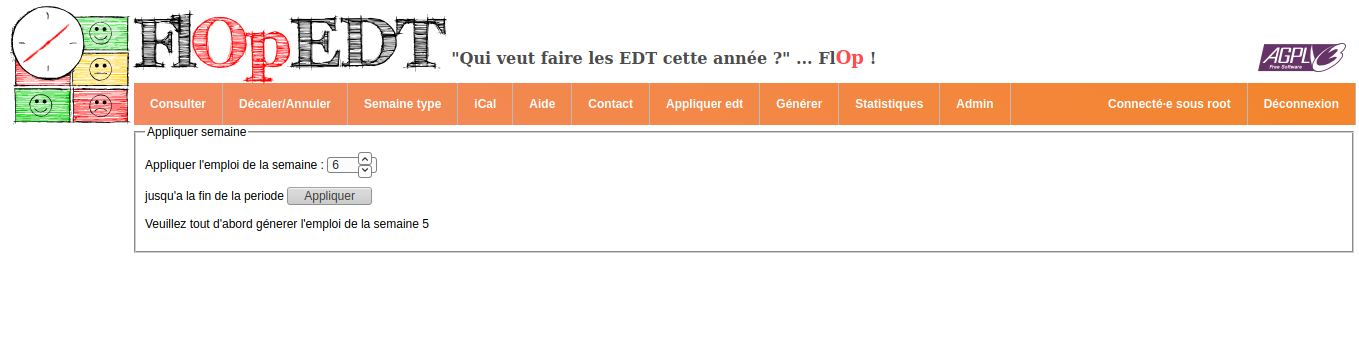 FlOpEDT
"Qui veut faire les EDT cette année ?" ... FlOp !
AGPLv3
Free Software
Consulter Décaler/Annuler Semaine type iCal Aide Contact Appliquer edt Générer Statistiques Admin Connecté·e sous root Déconnexion
Appliquer semaine
Appliquer l'emploi de la semaine : 6
jusqu'a la fin de la periode Appliquer
Veuillez tout d'abord génerer l'emploi de la semaine 5